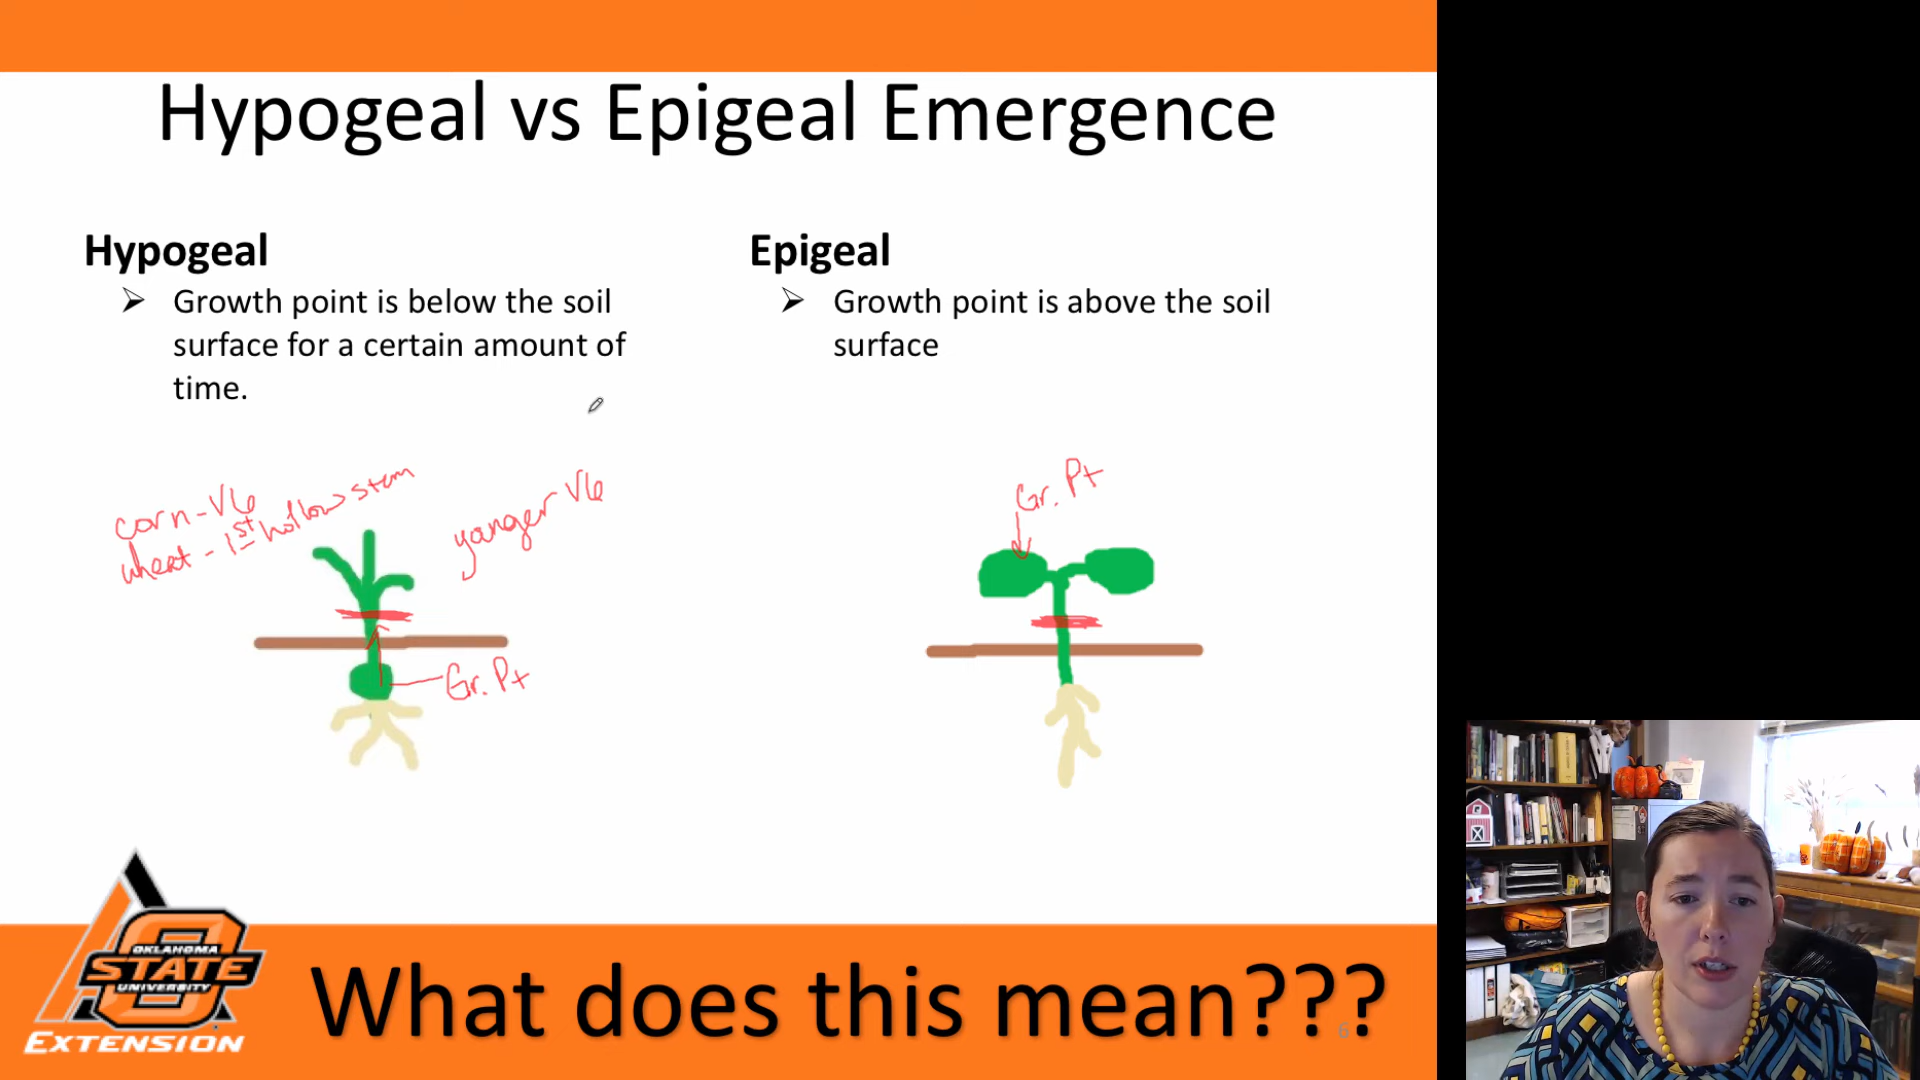 Hypogeal vs Epigeal Emergence
Hypogeal
Growth point is below the soil
surface for a certain amount of
time.
corn-V6
wheat - 1st hollow stem
yanger V6
Gr. Pt
Epigeal
Growth point is above the soil
surface
Gr. Pt
OKLAHOMA
STATE
UNIVERSITY
EXTENSION
What does this mean???
6